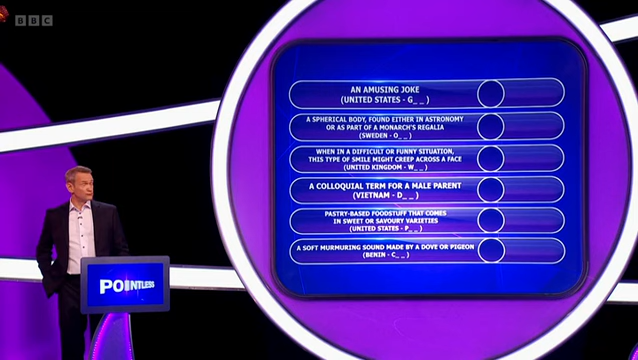 BBC
AN AMUSING JOKE
(UNITED STATES - G_ _ )
A SPHERICAL BODY, FOUND EITHER IN ASTRONOMY
OR AS PART OF A MONARCH'S REGALIA
(SWEDEN - O_ _ )
WHEN IN A DIFFICULT OR FUNNY SITUATION,
THIS TYPE OF SMILE MIGHT CREEP ACROSS A FACE
(UNITED KINGDOM - W_ _ )
A COLLOQUIAL TERM FOR A MALE PARENT
(VIETNAM - D_ _ )
PASTRY-BASED FOODSTUFF THAT COMES
IN SWEET OR SAVOURY VARIETIES
(UNITED STATES - P_ _ )
A SOFT MURMURING SOUND MADE BY A DOVE OR PIGEON
(BENIN - C_ _ )
POINTLESS